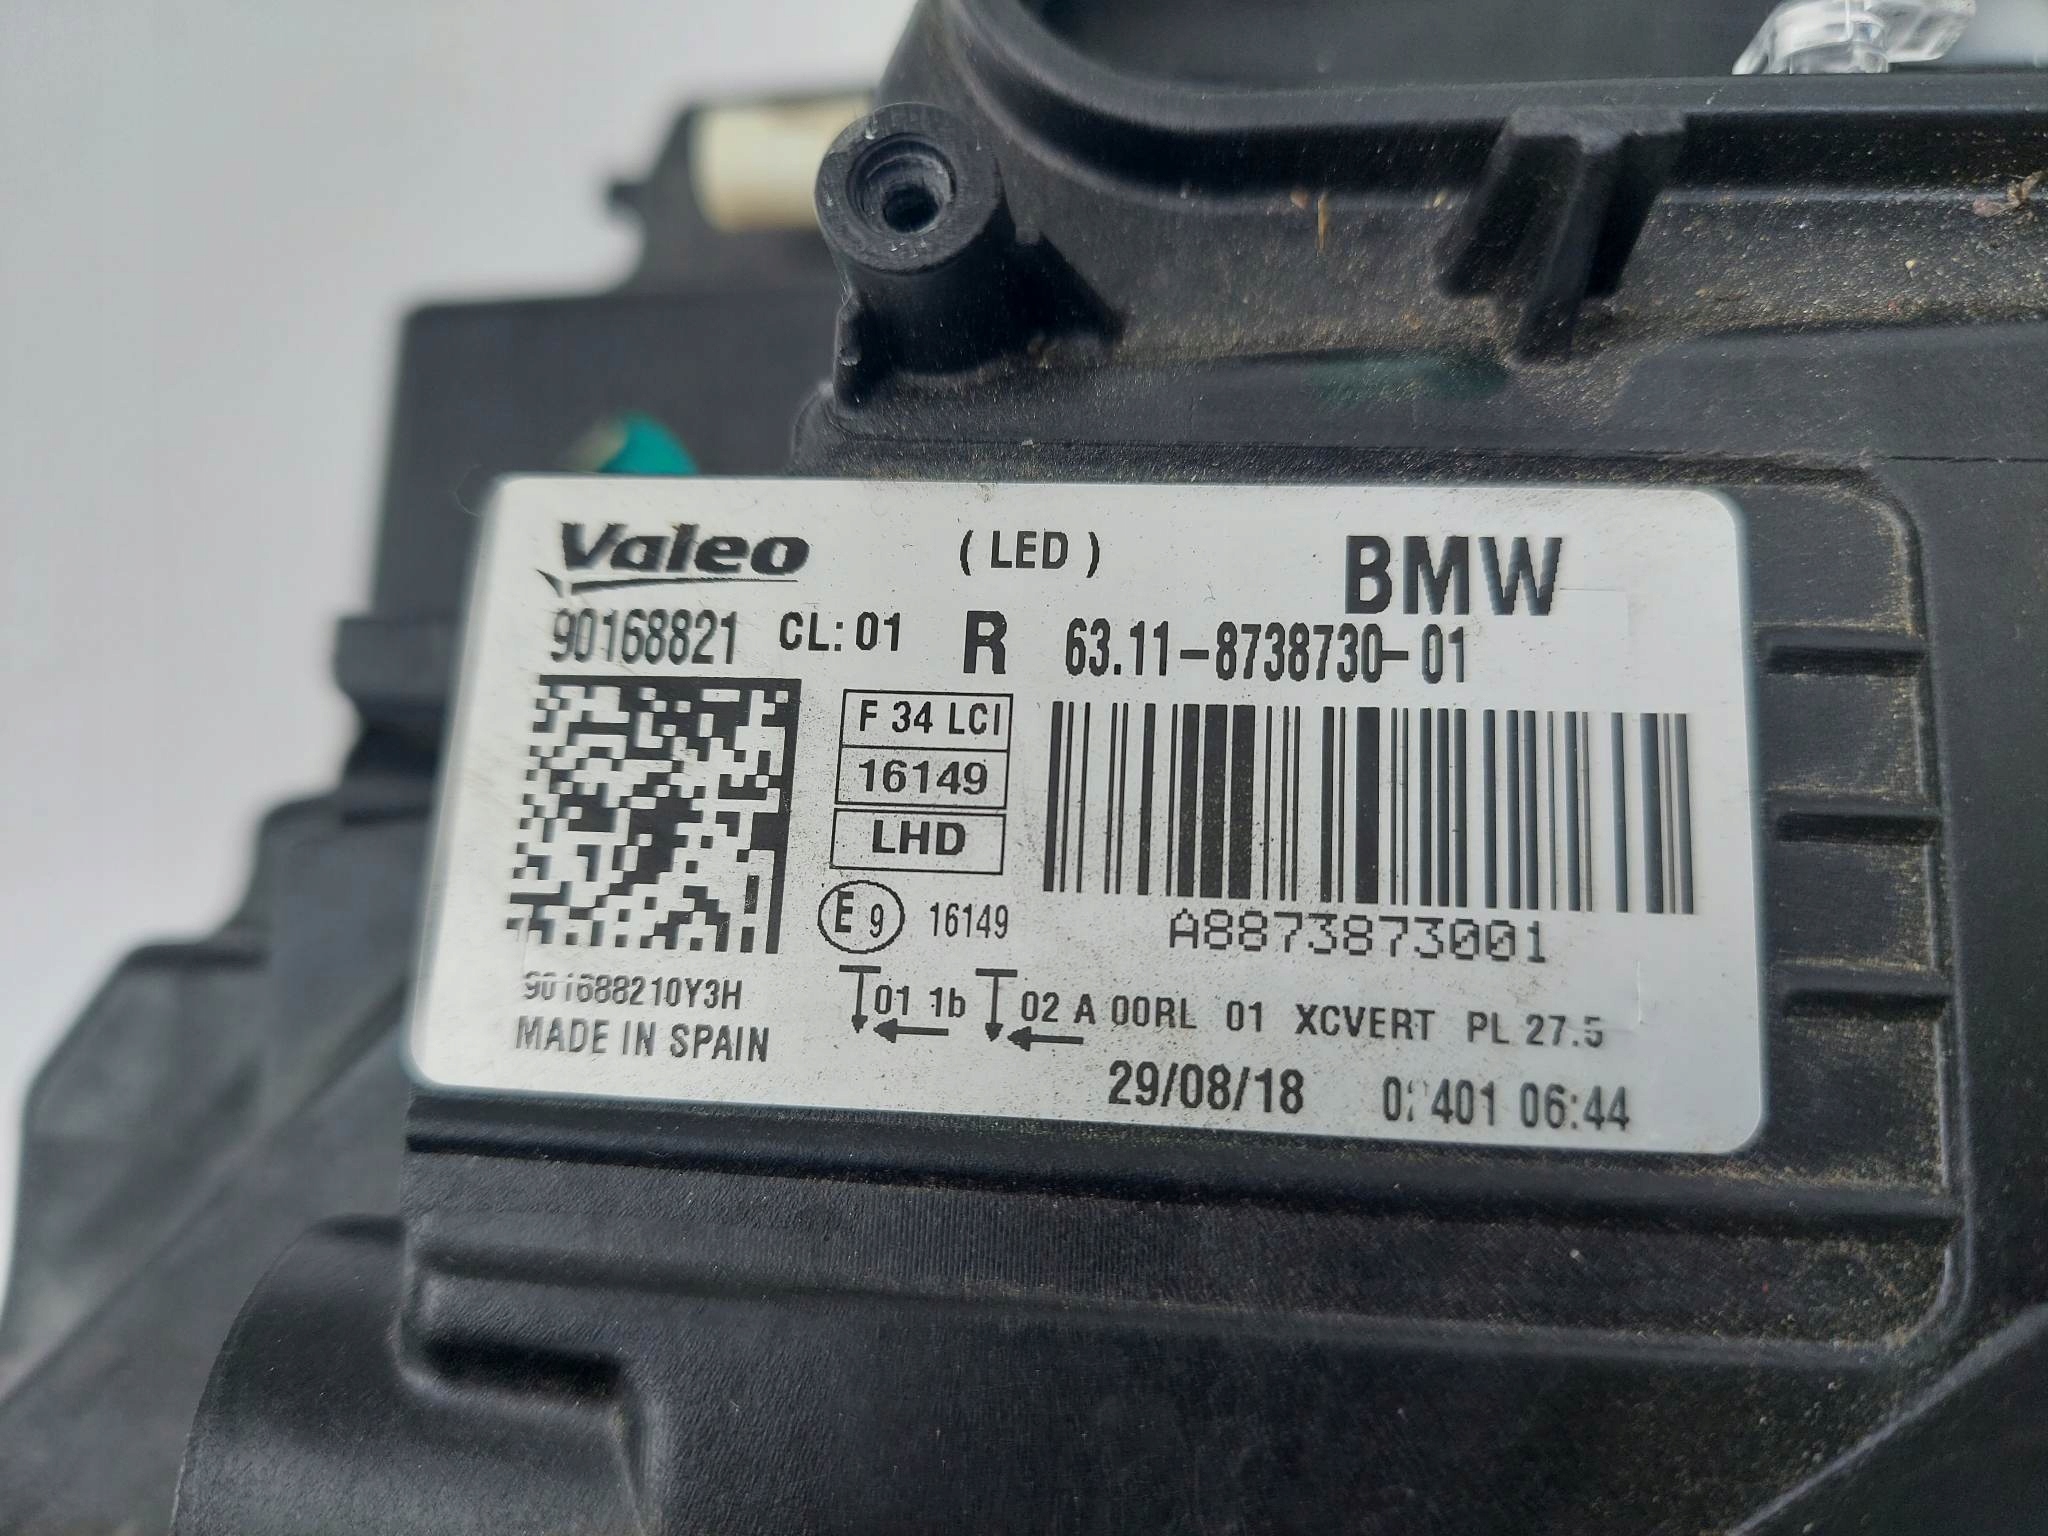 Valeo (LED) BMW
90168821 CL:01 R 63.11-8738730-01
F 34 LCI
16149
LHD
E 9 16149
A8873873001
901688210Y3H
01 1b 02 A 00RL 01 XCVERT PL 27.5
MADE IN SPAIN
29/08/18 401 06:44